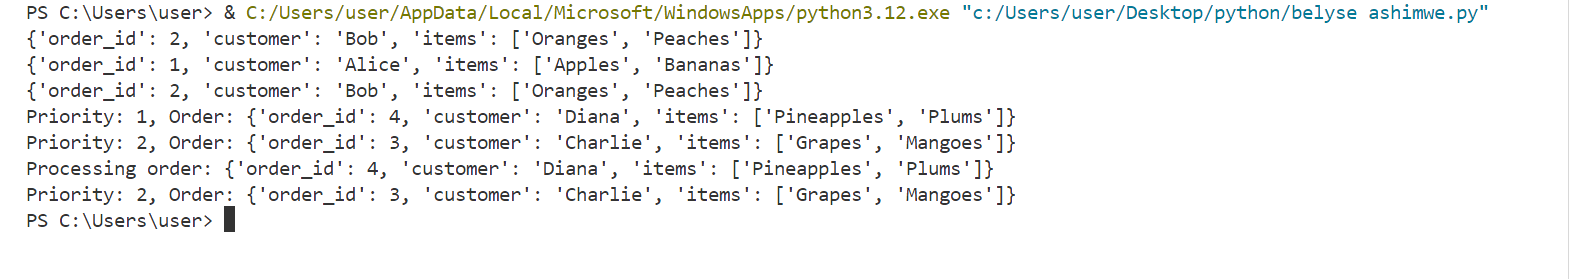 PS C:\Users\user> & C:/Users/user/AppData/Local/Microsoft/WindowsApps/python3.12.exe "c:/Users/user/Desktop/python/belyse ashimwe.py"
{'order_id': 2, 'customer': 'Bob', 'items': ['Oranges', 'Peaches']}
{'order_id': 1, 'customer': 'Alice', 'items': ['Apples', 'Bananas']}
{'order_id': 2, 'customer': 'Bob', 'items': ['Oranges', 'Peaches']}
Priority: 1, Order: {'order_id': 4, 'customer': 'Diana', 'items': ['Pineapples', 'Plums']}
Priority: 2, Order: {'order_id': 3, 'customer': 'Charlie', 'items': ['Grapes', 'Mangoes']}
Processing order: {'order_id': 4, 'customer': 'Diana', 'items': ['Pineapples', 'Plums']}
Priority: 2, Order: {'order_id': 3, 'customer': 'Charlie', 'items': ['Grapes', 'Mangoes']}
PS C:\Users\user>